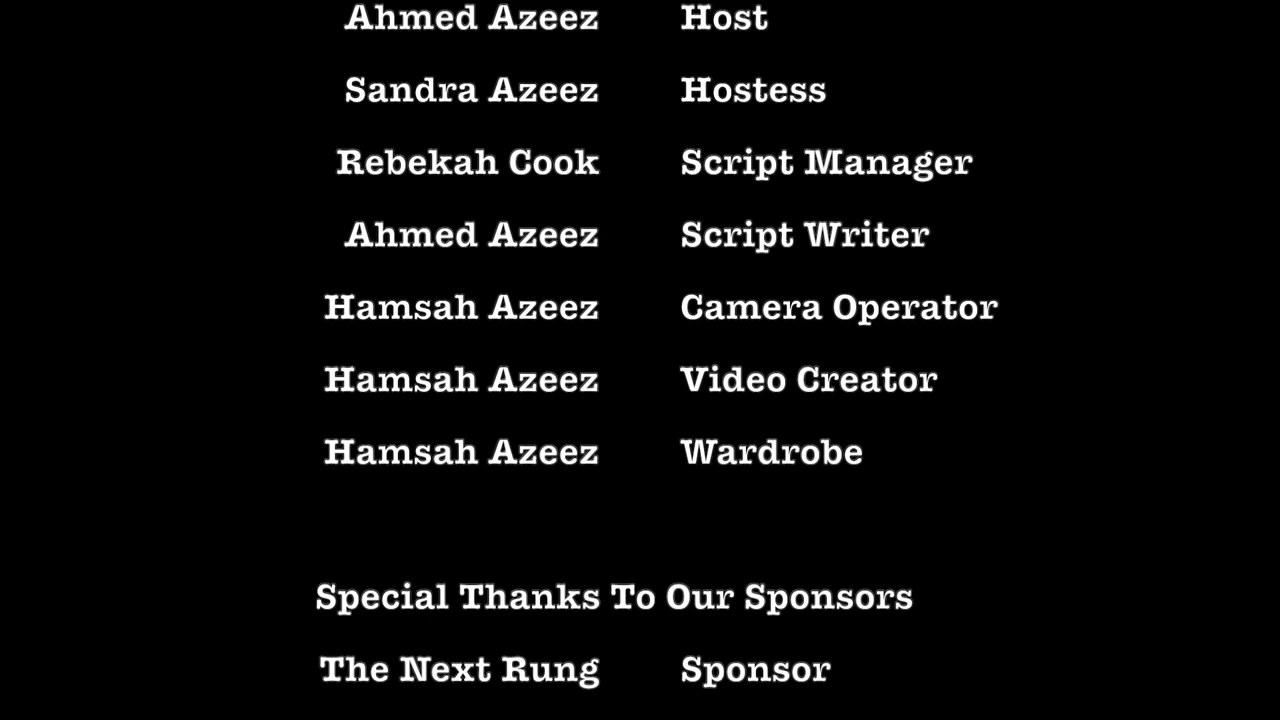 Ahmed Azeez Host
Sandra Azeez Hostess
Rebekah Cook Script Manager
Ahmed Azeez Script Writer
Hamsah Azeez Camera Operator
Hamsah Azeez Video Creator
Hamsah Azeez Wardrobe
Special Thanks To Our Sponsors
The Next Rung Sponsor